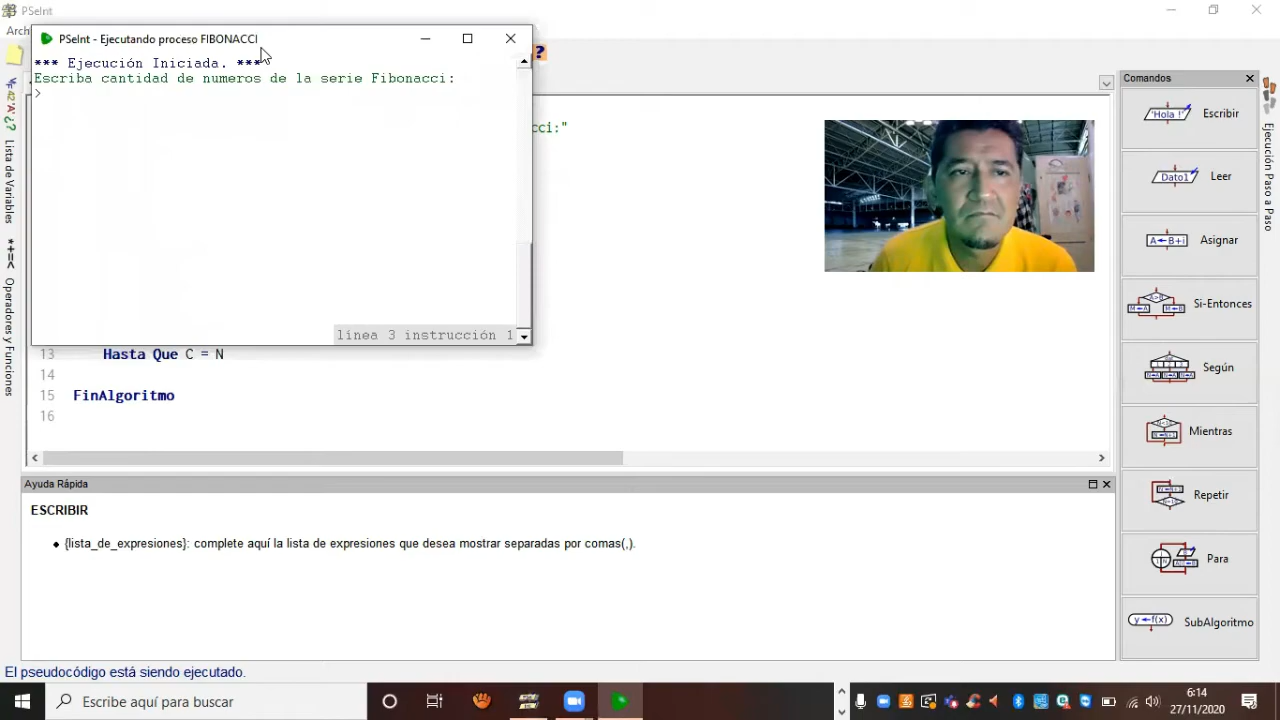 PSeInt
Arch
PSeInt - Ejecutando proceso FIBONACCI
*** Ejecución Iniciada. ***
Escriba cantidad de numeros de la serie Fibonacci:
>
línea 3 instrucción 1
cci:"
13 Hasta Que C = N
14
15 FinAlgoritmo
16
Lista de Variables
Operadores y Funciones
Comandos
Escribir
Leer
Asignar
Si-Entonces
Según
Mientras
Repetir
Para
SubAlgoritmo
Ejecución Paso a Paso
Ayuda Rápida
ESCRIBIR
{lista_de_expresiones}: complete aquí la lista de expresiones que desea mostrar separadas por comas(,).
El pseudocódigo está siendo ejecutado.
Escribe aquí para buscar
6:14
27/11/2020